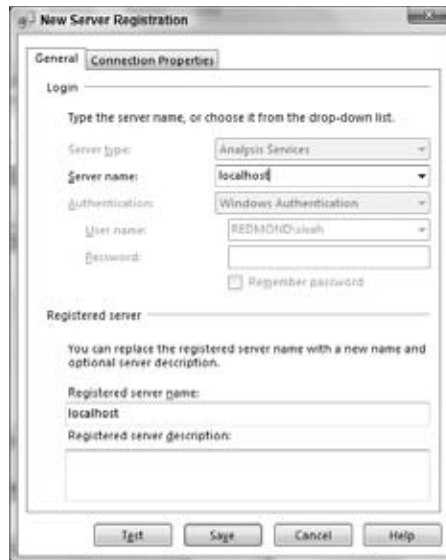 New Server Registration
General
Connection Properties
Login
Type the server name, or choose it from the drop-down list.
Server type:
Analysis Services
Server name:
localhost
Authentication:
Windows Authentication
User name:
Password:
Remember password
Registered server
You can replace the registered server name with a new name and
optional server description.
Registered server name:
localhost
Registered server description:
Test
Save
Cancel
Help